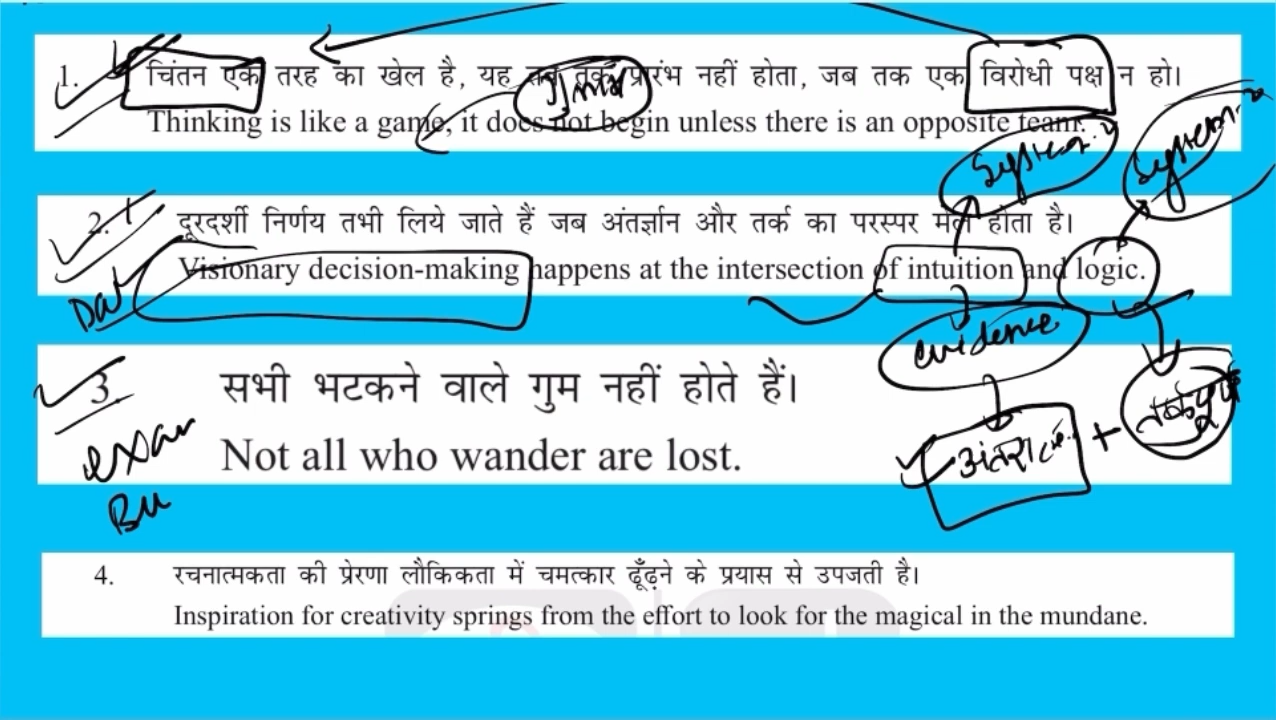 1. चिंतन एक तरह का खेल है, यह तब तक प्रारंभ नहीं होता, जब तक एक विरोधी पक्ष न हो।
Thinking is like a game, it does not begin unless there is an opposite team.
System
System
2. दूरदर्शी निर्णय तभी लिये जाते हैं जब अंतर्ज्ञान और तर्क का परस्पर मेल होता है।
Visionary decision-making happens at the intersection of intuition and logic.
evidence
3. सभी भटकने वाले गुम नहीं होते हैं।
Not all who wander are lost.
+
4. रचनात्मकता की प्रेरणा लौकिकता में चमत्कार ढूँढ़ने के प्रयास से उपजती है।
Inspiration for creativity springs from the effort to look for the magical in the mundane.